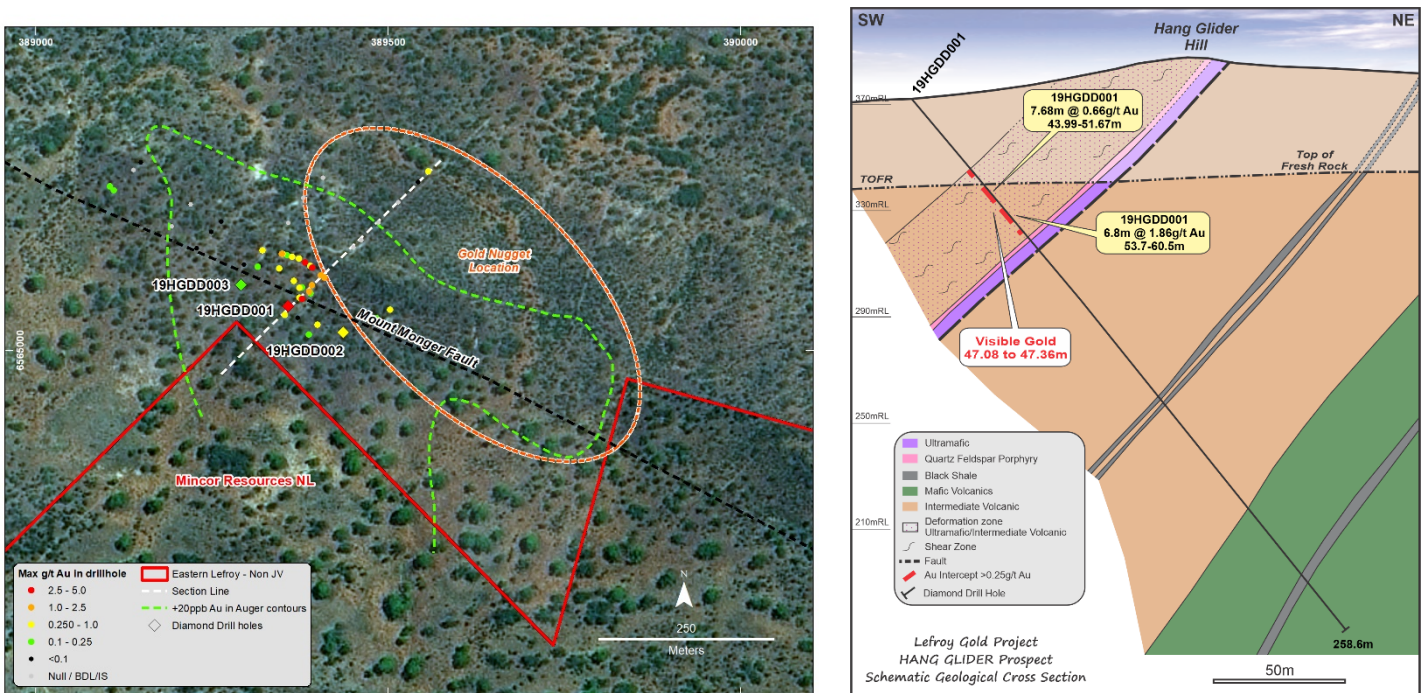 389000
389500
390000
6565000
Gold Nugget
Location
19HGDD003
19HGDD001
19HGDD002
Mount Monger Fault
Mincor Resources NL
Max g/t Au in drillhole
2.5 - 5.0
1.0 - 2.5
0.250 - 1.0
0.1 - 0.25
<0.1
Null / BDL/IS
Eastern Lefroy - Non JV
Section Line
+20ppb Au in Auger contours
Diamond Drill holes
N
250
Meters
SW
NE
Hang Glider
Hill
19HGDD001
370mRL
19HGDD001
7.68m @ 0.66g/t Au
43.99-51.67m
Top of
Fresh Rock
TOFR
330mRL
19HGDD001
6.8m @ 1.86g/t Au
53.7-60.5m
290mRL
Visible Gold
47.08 to 47.36m
250mRL
210mRL
Ultramafic
Quartz Feldspar Porphyry
Black Shale
Mafic Volcanics
Intermediate Volcanic
Deformation zone
Ultramafic/Intermediate Volcanic
Shear Zone
Fault
Au Intercept >0.25g/t Au
Diamond Drill Hole
258.6m
Lefroy Gold Project
HANG GLIDER Prospect
Schematic Geological Cross Section
50m